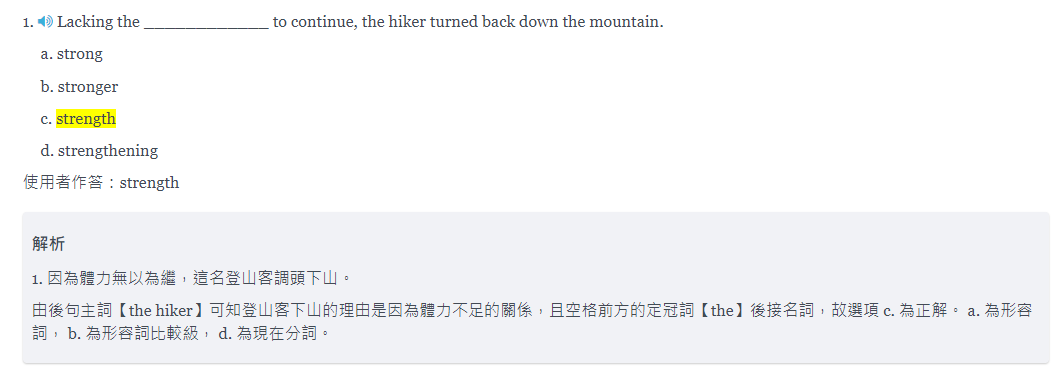 1. Lacking the _____________ to continue, the hiker turned back down the mountain.
a. strong
b. stronger
c. strength
d. strengthening
使用者作答：strength
解析
1. 因為體力無以為繼，這名登山客調頭下山。
由後句主詞【the hiker】可知登山客下山的理由是因為體力不足的關係，且空格前方的定冠詞【the】後接名詞，故選項 c. 為正解。 a. 為形容
詞， b. 為形容詞比較級， d. 為現在分詞。